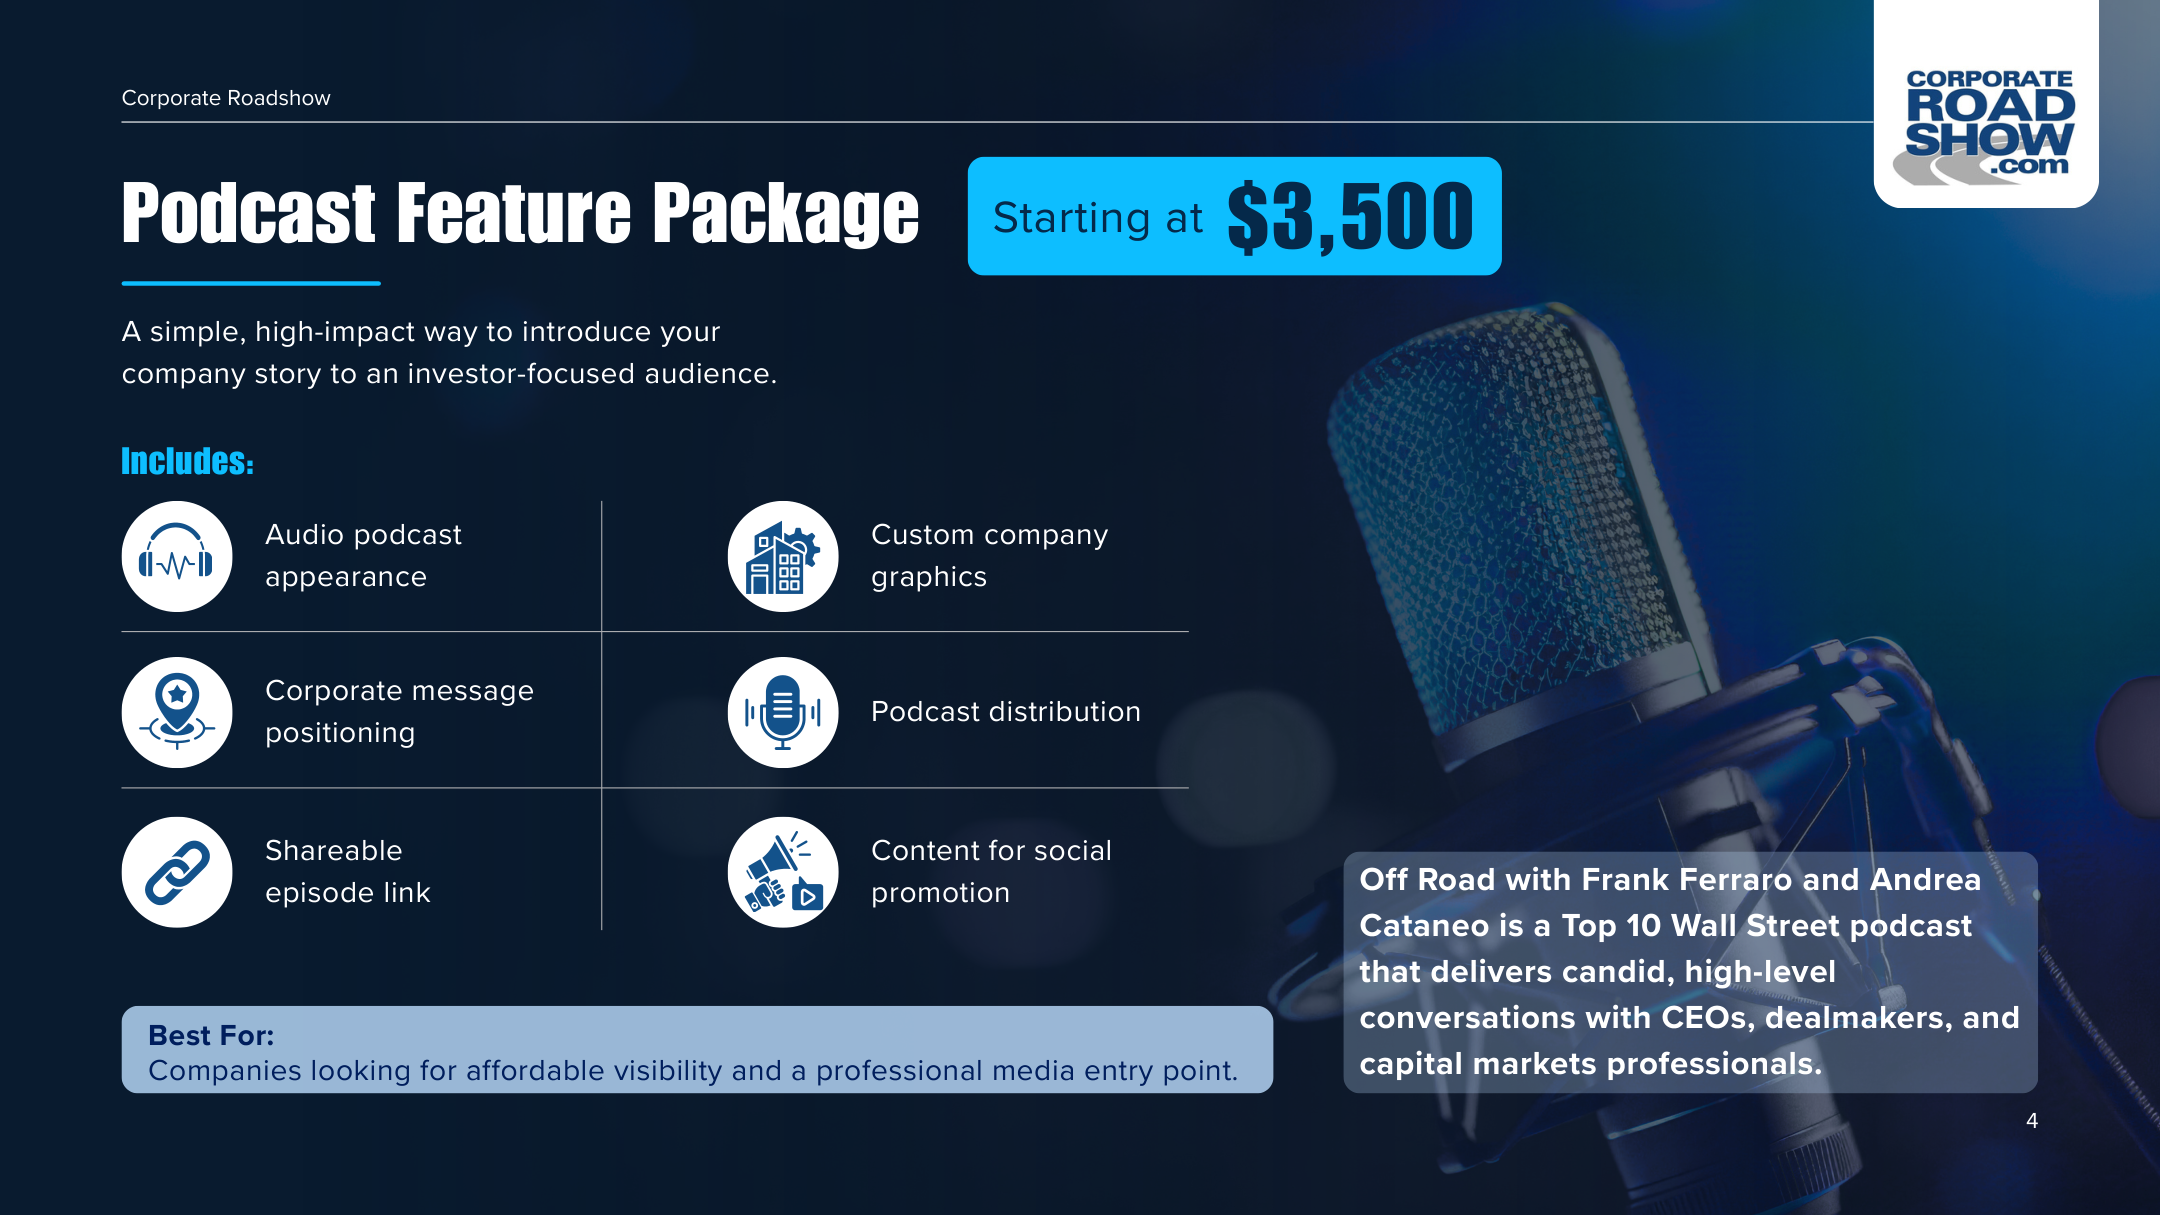 Corporate Roadshow
CORPORATE
ROAD
SHOW
.com
Podcast Feature Package
Starting at $3,500
A simple, high-impact way to introduce your
company story to an investor-focused audience.
Includes:
Audio podcast
appearance
Custom company
graphics
Corporate message
positioning
Podcast distribution
Shareable
episode link
Content for social
promotion
Best For:
Companies looking for affordable visibility and a professional media entry point.
Off Road with Frank Ferraro and Andrea
Cataneo is a Top 10 Wall Street podcast
that delivers candid, high-level
conversations with CEOs, dealmakers, and
capital markets professionals.
4